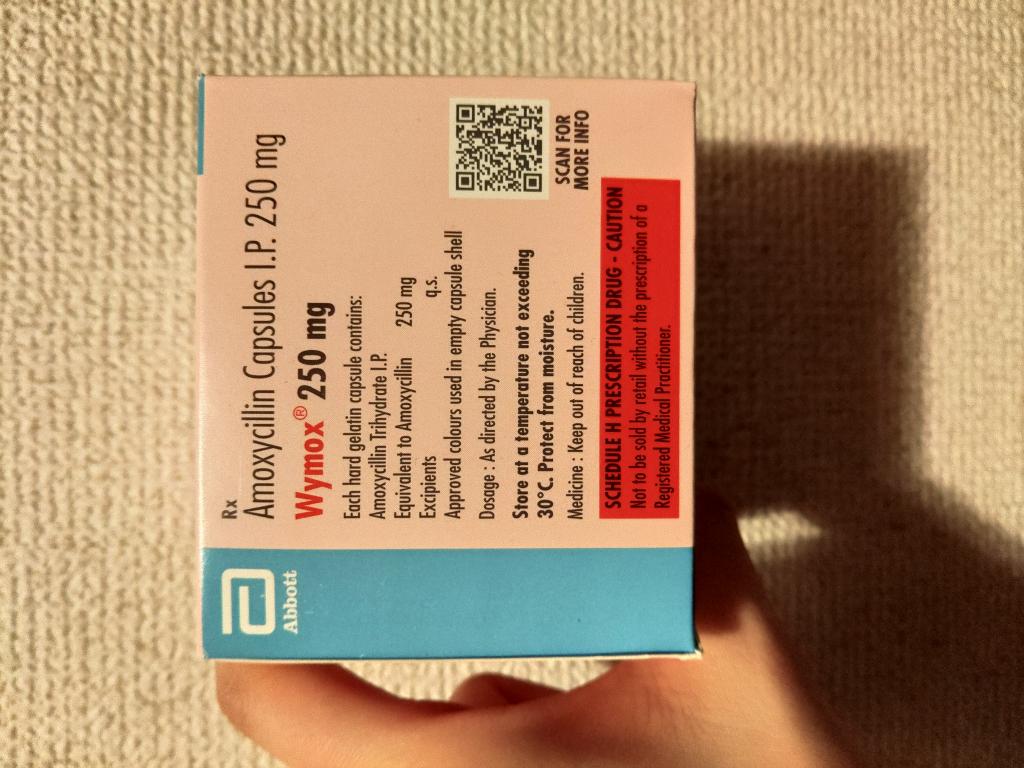 Rx
Amoxycillin Capsules I.P. 250 mg
Wymox® 250 mg
Each hard gelatin capsule contains:
Amoxycillin Trihydrate I.P.
Equivalent to Amoxycillin 250 mg
Excipients q.s.
Approved colours used in empty capsule shell
Dosage : As directed by the Physician.
Store at a temperature not exceeding
30°C. Protect from moisture.
Medicine : Keep out of reach of children.
SCHEDULE H PRESCRIPTION DRUG - CAUTION
Not to be sold by retail without the prescription of a
Registered Medical Practitioner.
SCAN FOR
MORE INFO
Abbott